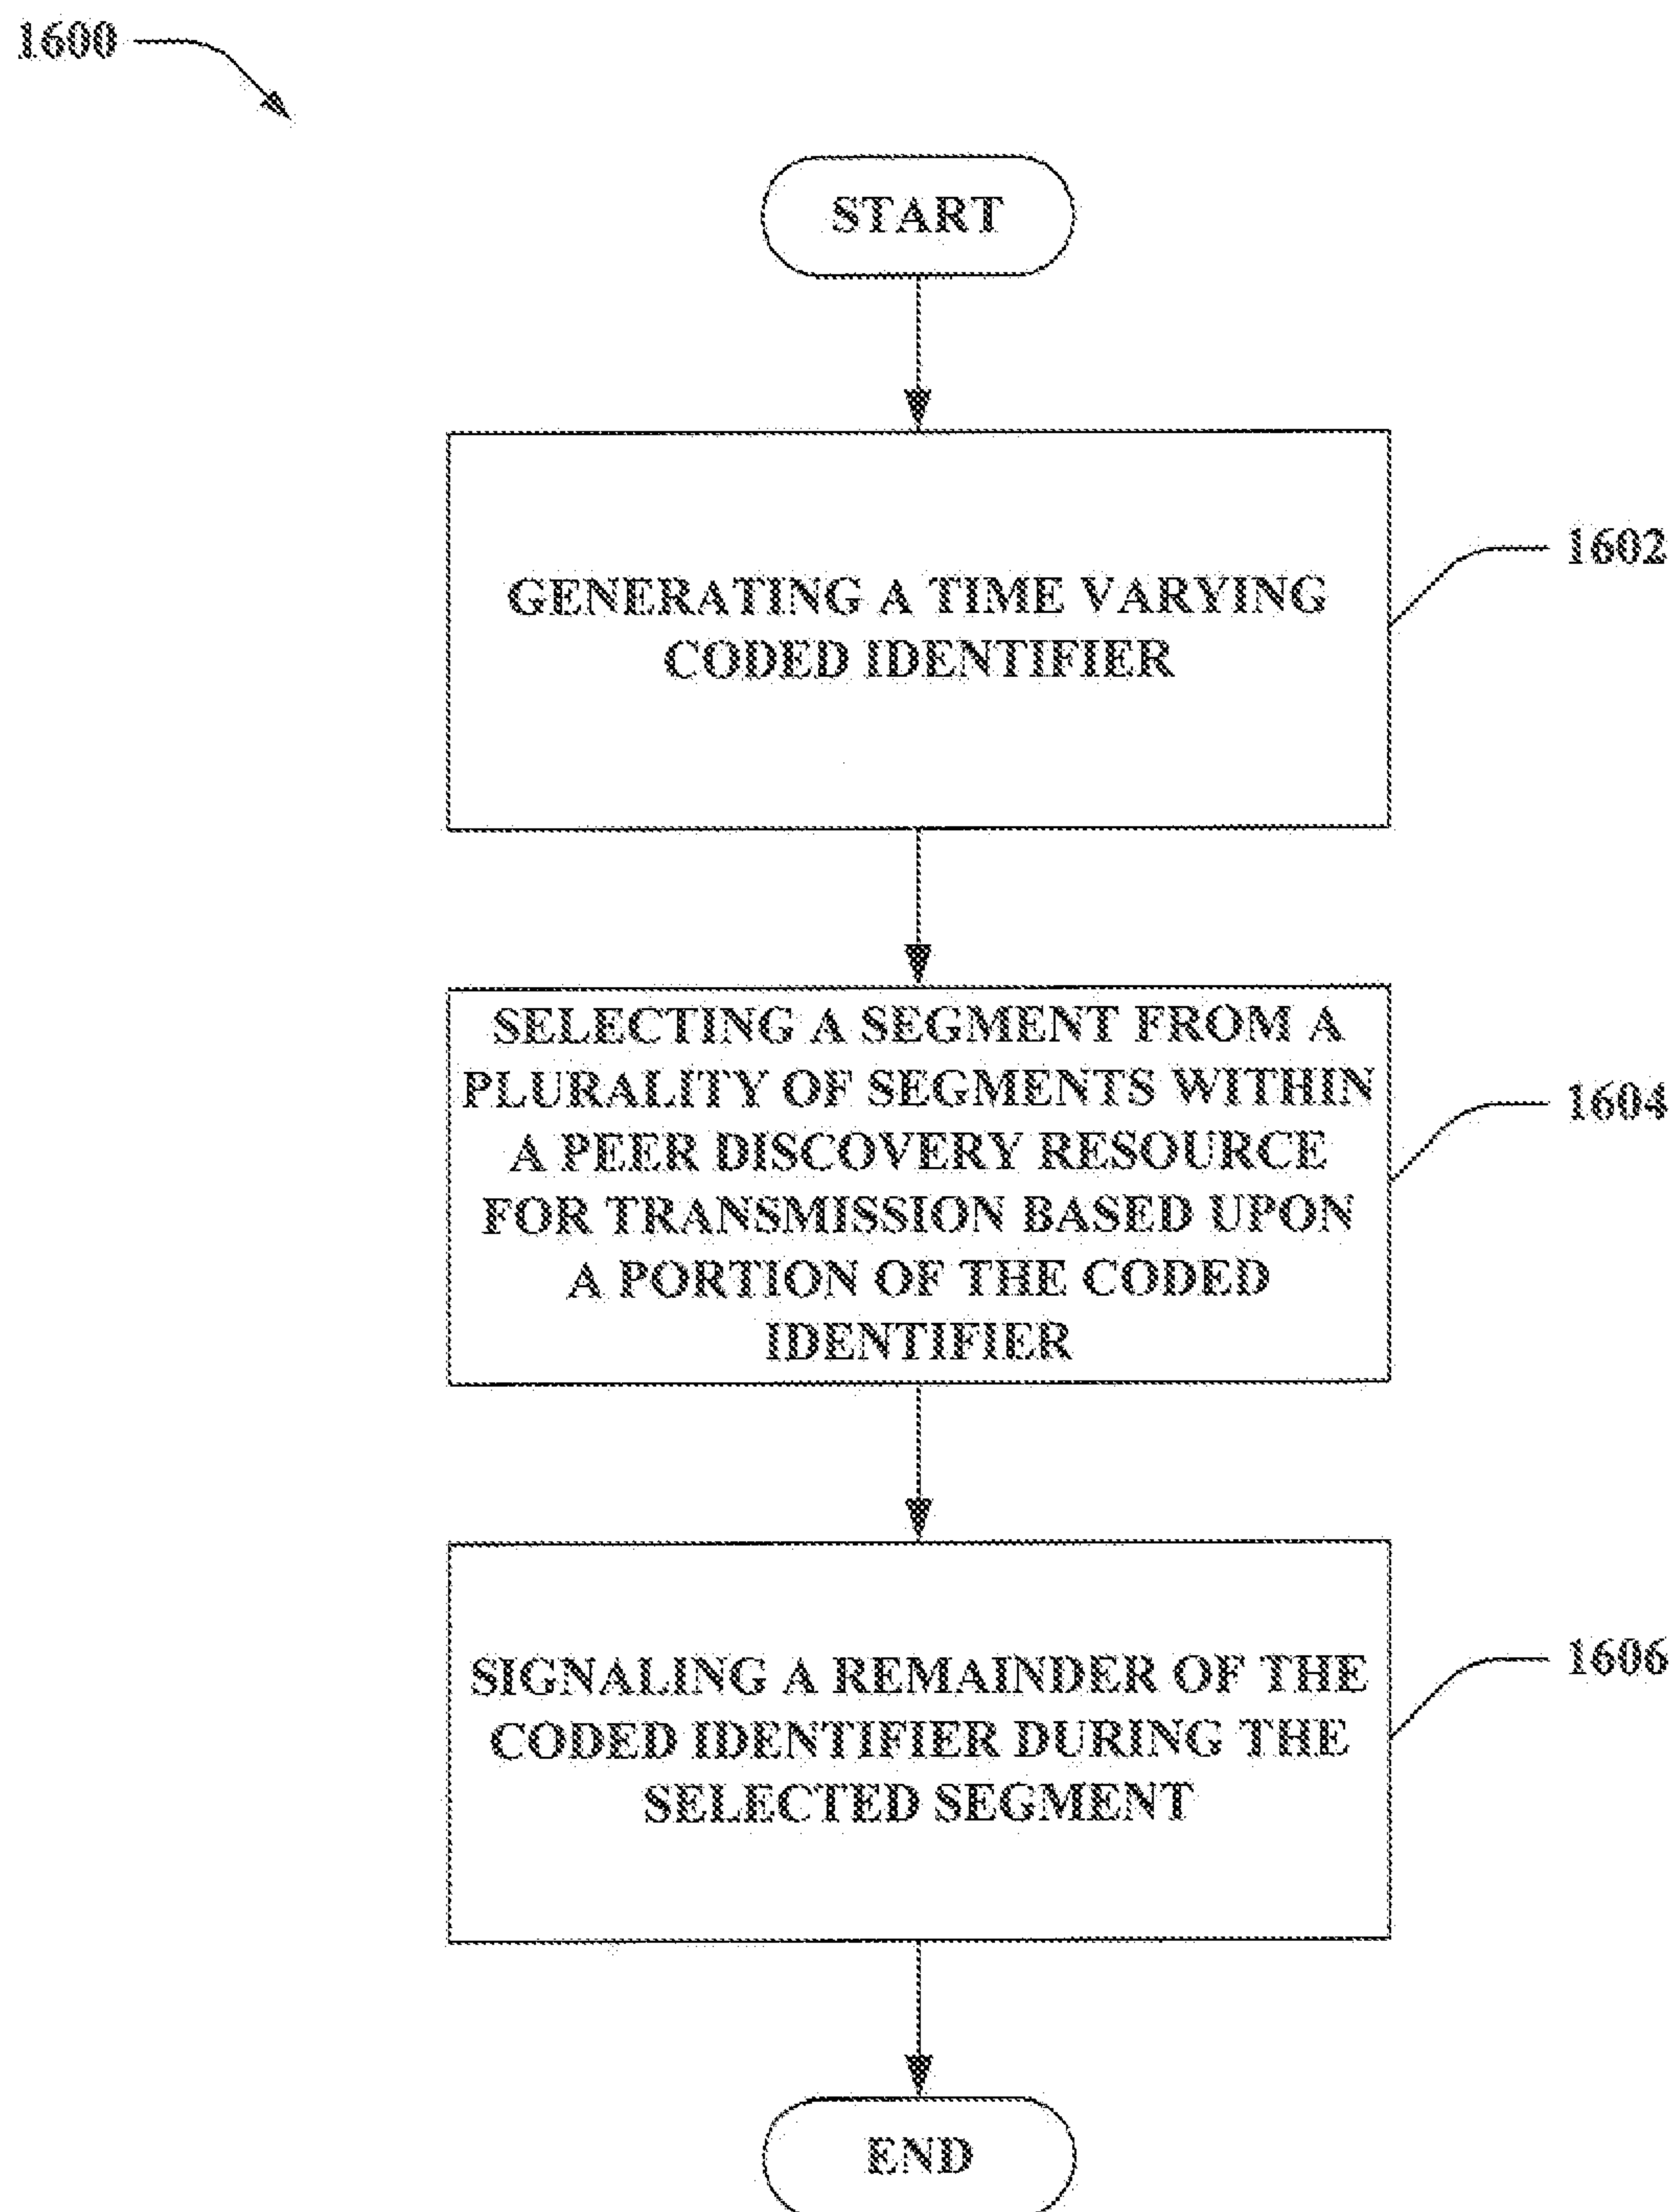 1600
START
GENERATING A TIME VARYING
CODED IDENTIFIER
1602
SELECTING A SEGMENT FROM A
PLURALITY OF SEGMENTS WITHIN
A PEER DISCOVERY RESOURCE
FOR TRANSMISSION BASED UPON
A PORTION OF THE CODED
IDENTIFIER
1604
SIGNALING A REMAINDER OF THE
CODED IDENTIFIER DURING THE
SELECTED SEGMENT
1606
END